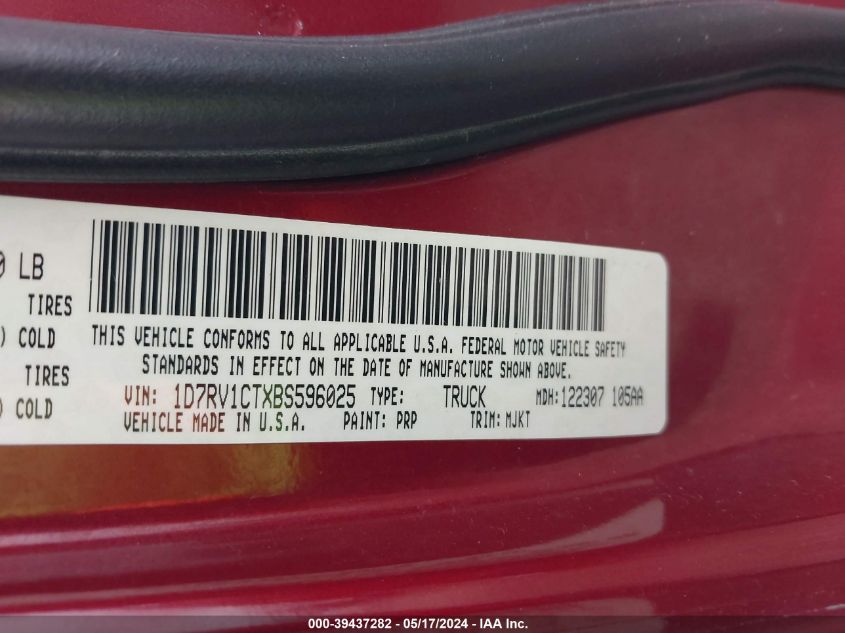 0 LB
TIRES
) COLD
TIRES
) COLD
THIS VEHICLE CONFORMS TO ALL APPLICABLE U.S.A. FEDERAL MOTOR VEHICLE SAFETY
STANDARDS IN EFFECT ON THE DATE OF MANUFACTURE SHOWN ABOVE.
VIN: 1D7RV1CTXBS596025 TYPE: TRUCK MDH:122307 105AA
VEHICLE MADE IN U.S.A. PAINT: PRP TRIM: MJKT
000-39437282 - 05/17/2024 - IAA Inc.